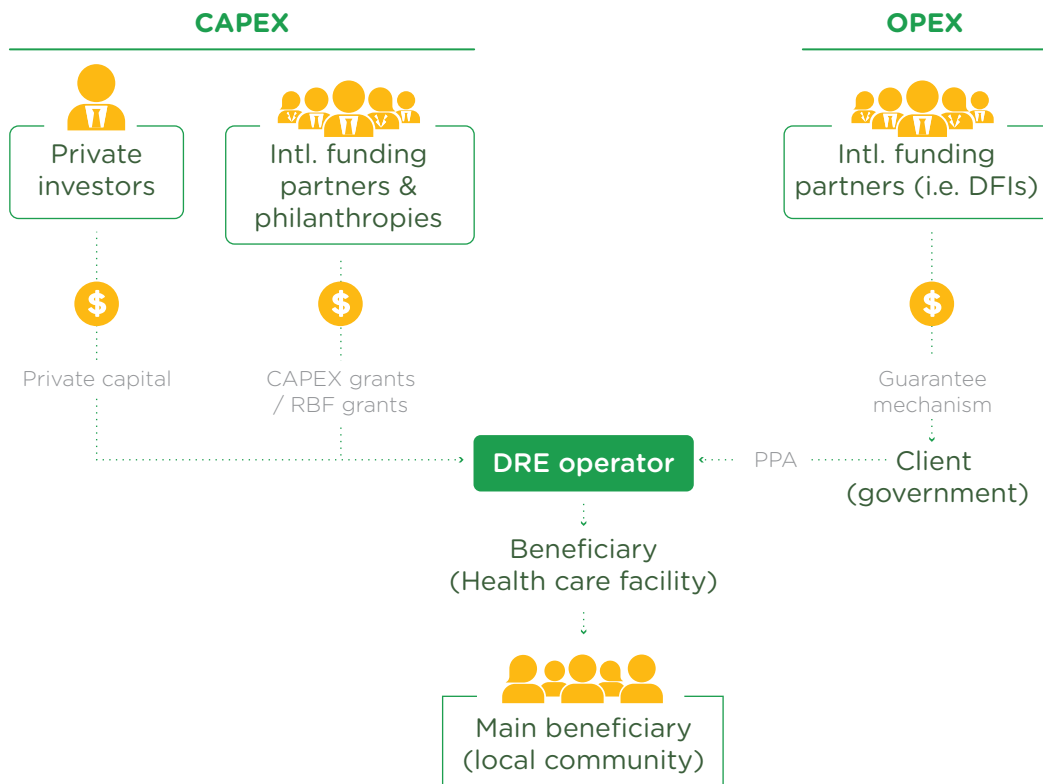 CAPEX
OPEX
Private
investors
Intl. funding
partners &
philanthropies
Intl. funding
partners (i.e. DFIs)
$
$
$
Private capital
CAPEX grants
/ RBF grants
Guarantee
mechanism
DRE operator
PPA
Client
(government)
Beneficiary
(Health care facility)
Main beneficiary
(local community)